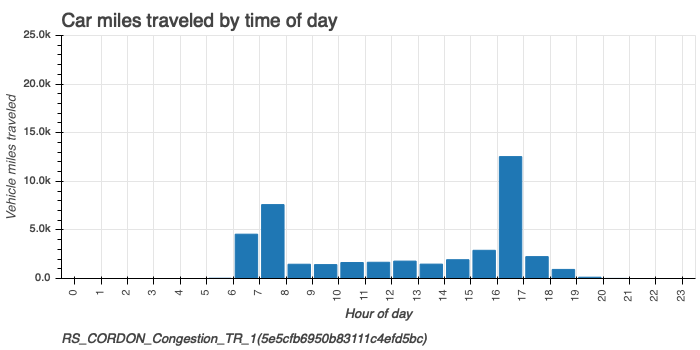 Car miles traveled by time of day
25.0k
20.0k
15.0k
10.0k
5.0k
0.0
Vehicle miles traveled
0 1 2 3 4 5 6 7 8 9 10 11 12 13 14 15 16 17 18 19 20 21 22 23
Hour of day
RS_CORDON_Congestion_TR_1(5e5cfb6950b83111c4efd5bc)